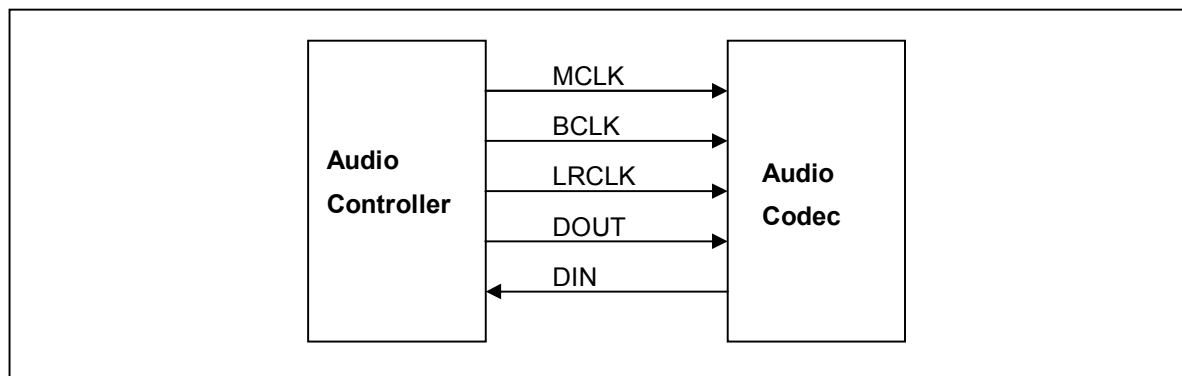 Audio
Controller
MCLK
BCLK
LRCLK
DOUT
DIN
Audio
Codec